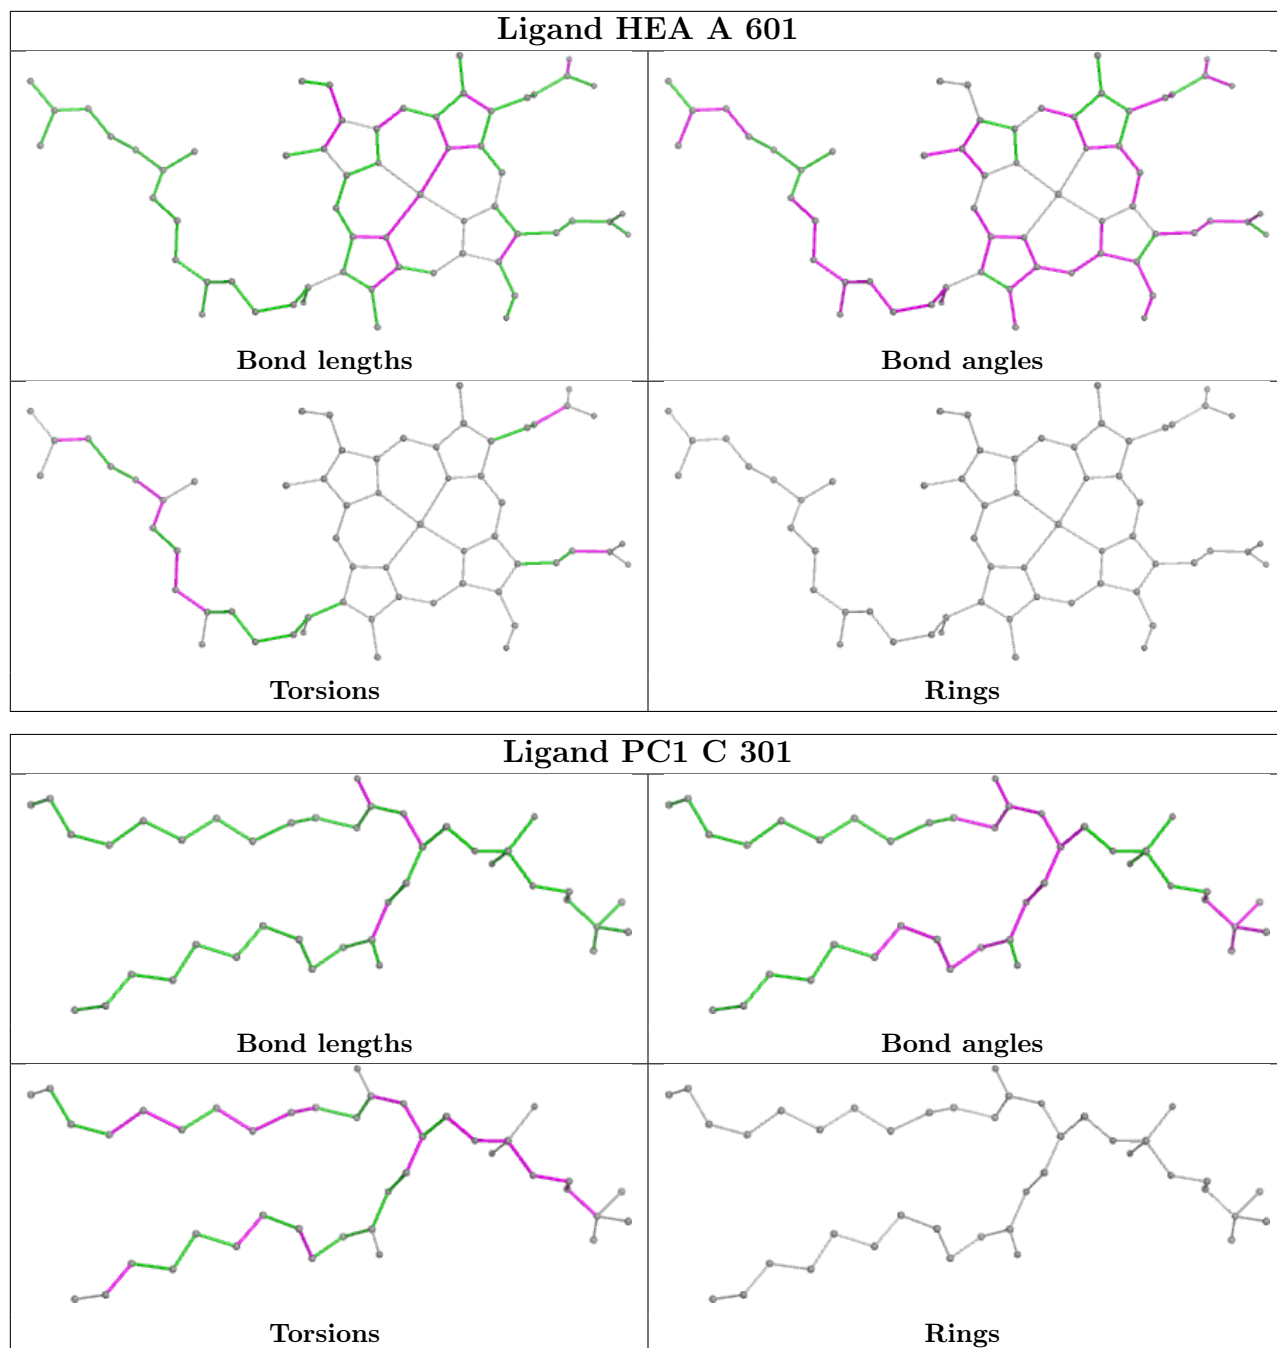 Ligand HEA A 601
Bond lengths
Bond angles
Torsions
Rings
Ligand PC1 C 301
Bond lengths
Bond angles
Torsions
Rings